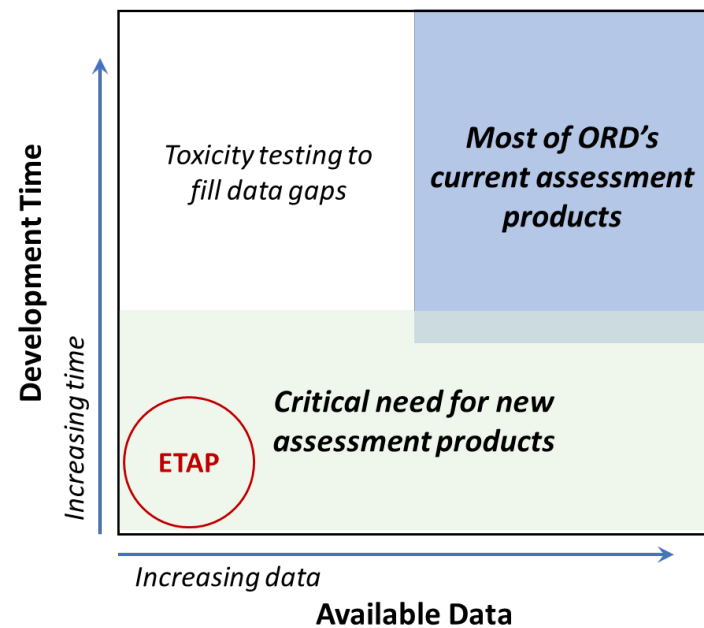 Development Time
Increasing time
Toxicity testing to
fill data gaps
Most of ORD's
current assessment
products
Critical need for new
assessment products
ETAP
Increasing data
Available Data